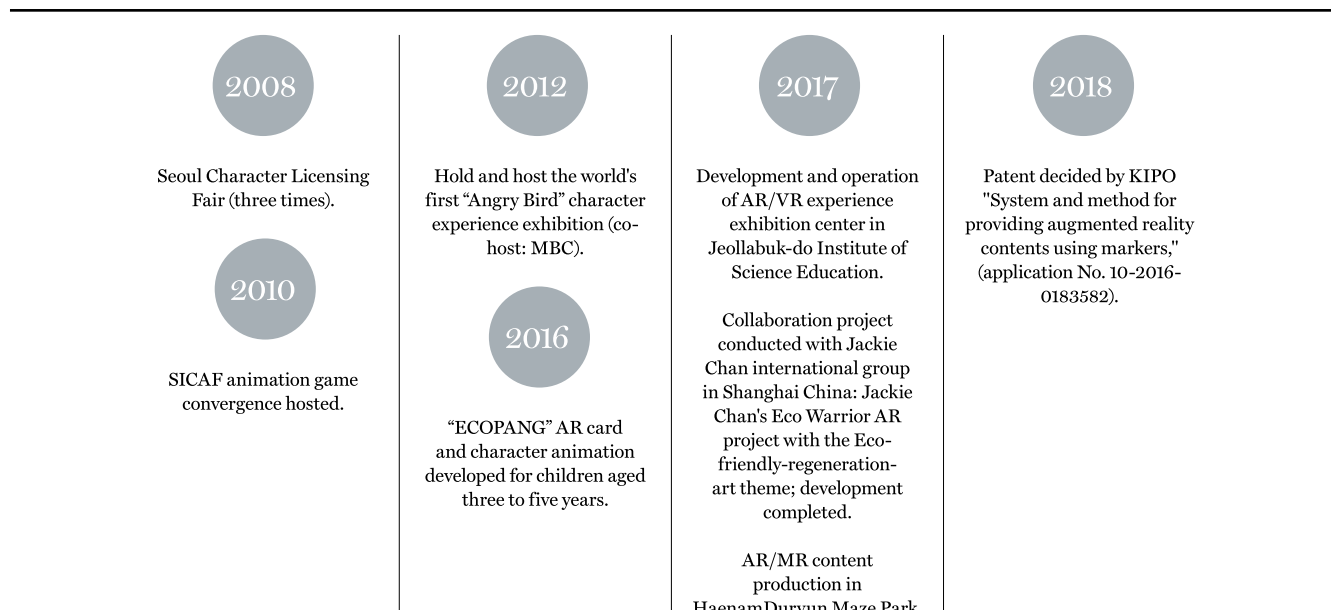 2008
Seoul Character Licensing
Fair (three times).
2010
SICAF animation game
convergence hosted.
2012
Hold and host the world's
first “Angry Bird” character
experience exhibition (co-
host: MBC).
2016
“ECOPANG” AR card
and character animation
developed for children aged
three to five years.
2017
Development and operation
of AR/VR experience
exhibition center in
Jeollabuk-do Institute of
Science Education.
Collaboration project
conducted with Jackie
Chan international group
in Shanghai China: Jackie
Chan's Eco Warrior AR
project with the Eco-
friendly-regeneration-
art theme; development
completed.
AR/MR content
production in
HaenamDuryun Maze Park
2018
Patent decided by KIPO
"System and method for
providing augmented reality
contents using markers,"
(application No. 10-2016-
0183582).